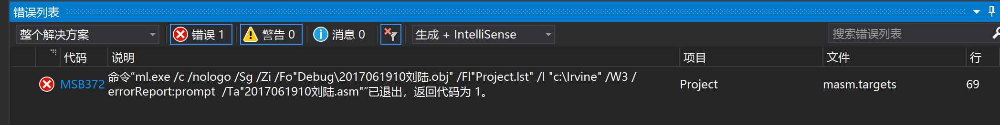 错误列表
整个解决方案 错误 1 警告 0 消息 0 生成 + IntelliSense 搜索错误列表
代码 说明 项目 文件 行
MSB372 命令“ml.exe /c /nologo /Sg /Zi /Fo"Debug\2017061910刘陆.obj" /Fl"Project.lst" /I "c:\Irvine" /W3 /
errorReport:prompt  /Ta"2017061910刘陆.asm"”已退出，返回代码为 1。 Project masm.targets 69